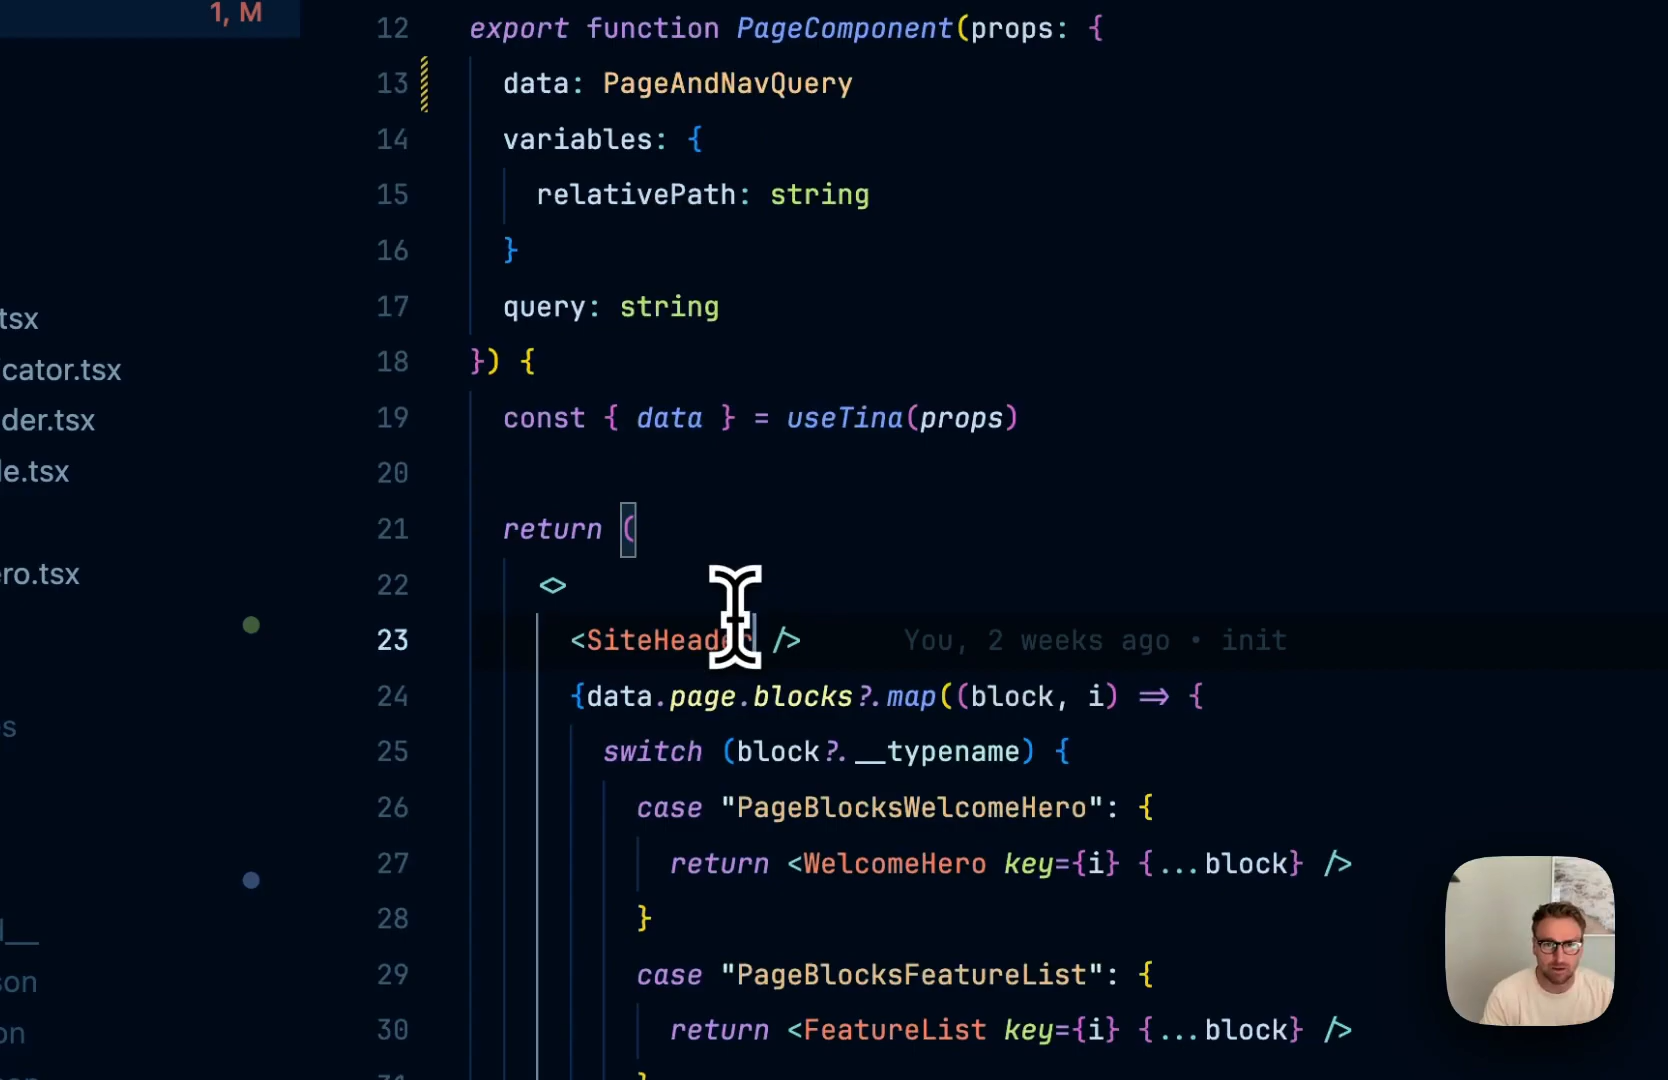 1, M
tsx
cator.tsx
der.tsx
le.tsx
ro.tsx
s
l__
son
on
12 export function PageComponent(props: {
13 data: PageAndNavQuery
14 variables: {
15 relativePath: string
16 }
17 query: string
18 }) {
19 const { data } = useTina(props)
20
21 return (
22 <>
23 <SiteHeader /> You, 2 weeks ago • init
24 {data.page.blocks?.map((block, i) => {
25 switch (block?.__typename) {
26 case "PageBlocksWelcomeHero": {
27 return <WelcomeHero key={i} {...block} />
28 }
29 case "PageBlocksFeatureList": {
30 return <FeatureList key={i} {...block} />